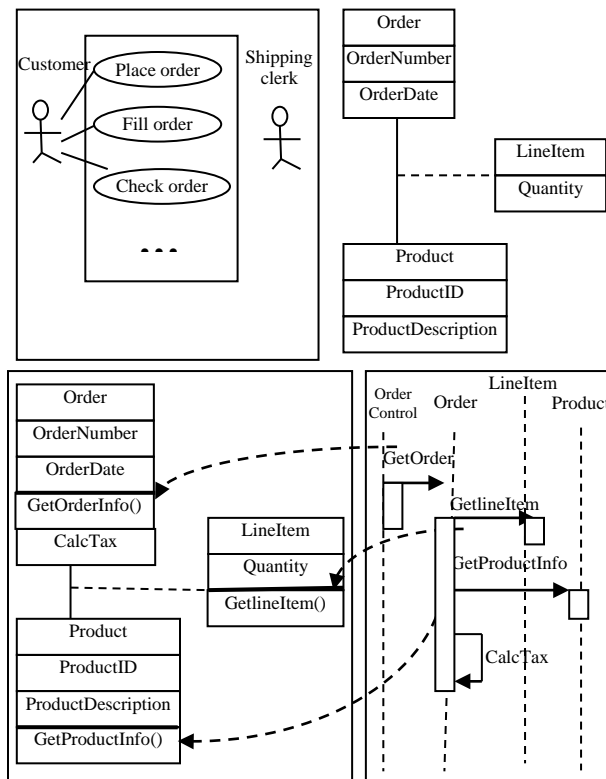 Customer
Place order
Fill order
Check order
...
Shipping
clerk
Order
OrderNumber
OrderDate
LineItem
Quantity
Product
ProductID
ProductDescription
Order
OrderNumber
OrderDate
GetOrderInfo()
CalcTax
LineItem
Quantity
GetlineItem()
Product
ProductID
ProductDescription
GetProductInfo()
Order
Control
Order
LineItem
Product
GetOrder
GetlineItem
GetProductInfo
CalcTax